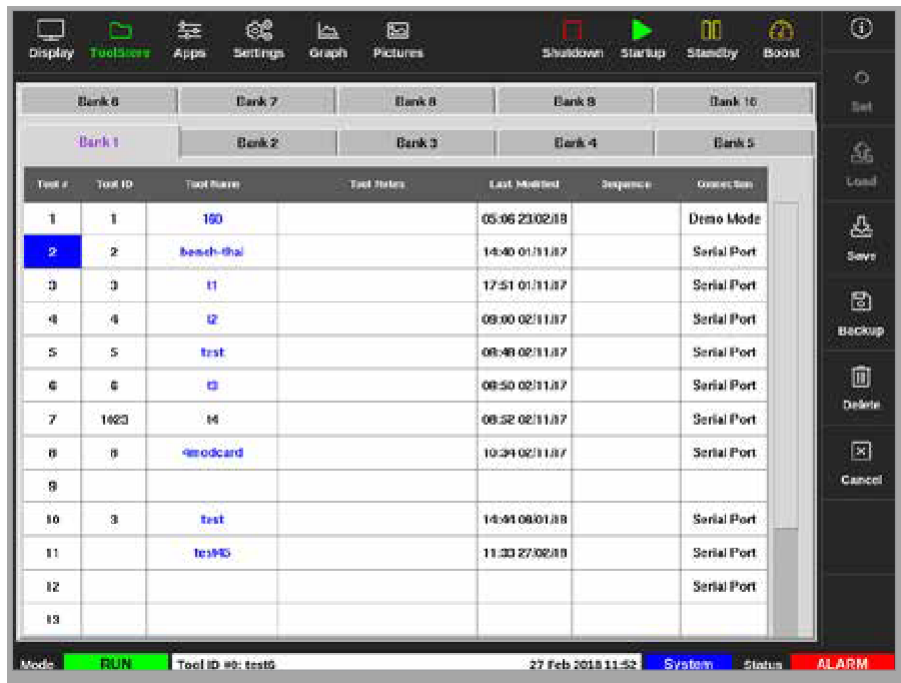 Display ToolStore Apps Settings Graph Pictures Shutdown Startup Standby Boost
Bank 6 Bank 7 Bank 8 Bank 9 Bank 10
Set
Bank 1 Bank 2 Bank 3 Bank 4 Bank 5
Load
Tool # Tool ID Tool Name Tool Notes Last Modified Sequence Connection
1 1 160 05:06 23/02/18 Demo Mode
2 2 bench-thai 14:40 01/11/17 Serial Port
Save
3 3 t1 17:51 01/11/17 Serial Port
4 4 t2 09:00 02/11/17 Serial Port
Backup
5 5 test 08:48 02/11/17 Serial Port
6 6 t3 08:50 02/11/17 Serial Port
Delete
7 1623 t4 08:52 02/11/17 Serial Port
8 8 4modcard 10:34 02/11/17 Serial Port
Cancel
9
10 3 test 14:44 Serial Port
11 11:33 27/02/18 Serial Port
12 Serial Port
13
Mode RUN Tool ID #0: test6 27 Feb 2018 11:52 System Status ALARM